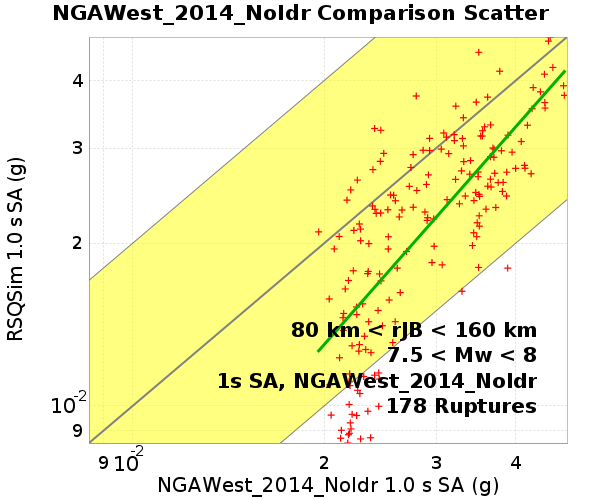 NGAWest_2014_NoIdr Comparison Scatter
RSQSim 1.0 s SA (g)
4
3
2
10-2
9
80 km < rJB < 160 km
7.5 < Mw < 8
1s SA, NGAWest_2014_NoIdr
178 Ruptures
9 10-2 2 3 4
NGAWest_2014_NoIdr 1.0 s SA (g)